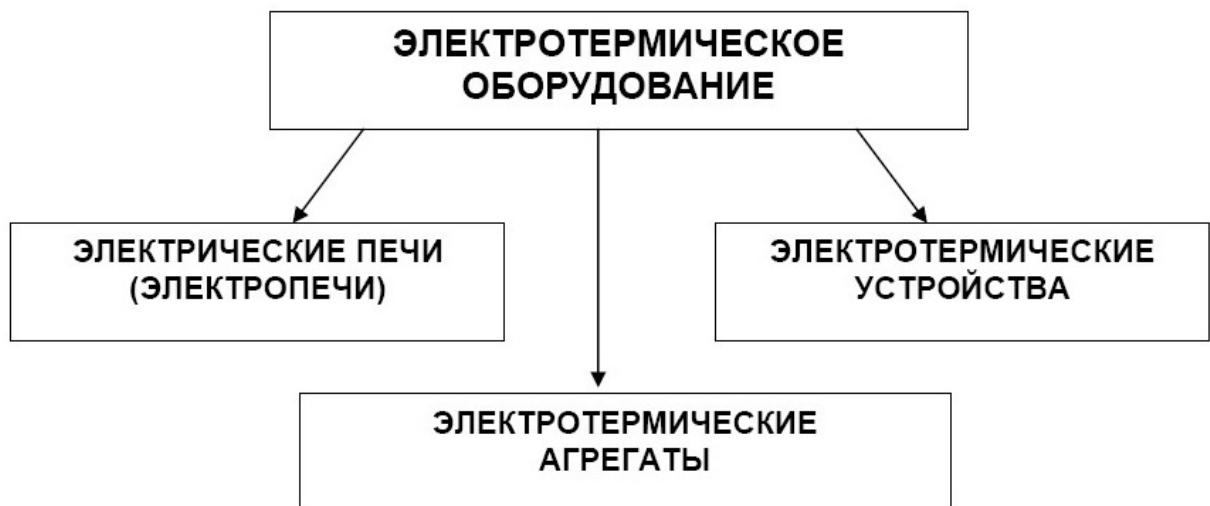 ЭЛЕКТРОТЕРМИЧЕСКОЕ
ОБОРУДОВАНИЕ
ЭЛЕКТРИЧЕСКИЕ ПЕЧИ
(ЭЛЕКТРОПЕЧИ)
ЭЛЕКТРОТЕРМИЧЕСКИЕ
УСТРОЙСТВА
ЭЛЕКТРОТЕРМИЧЕСКИЕ
АГРЕГАТЫ